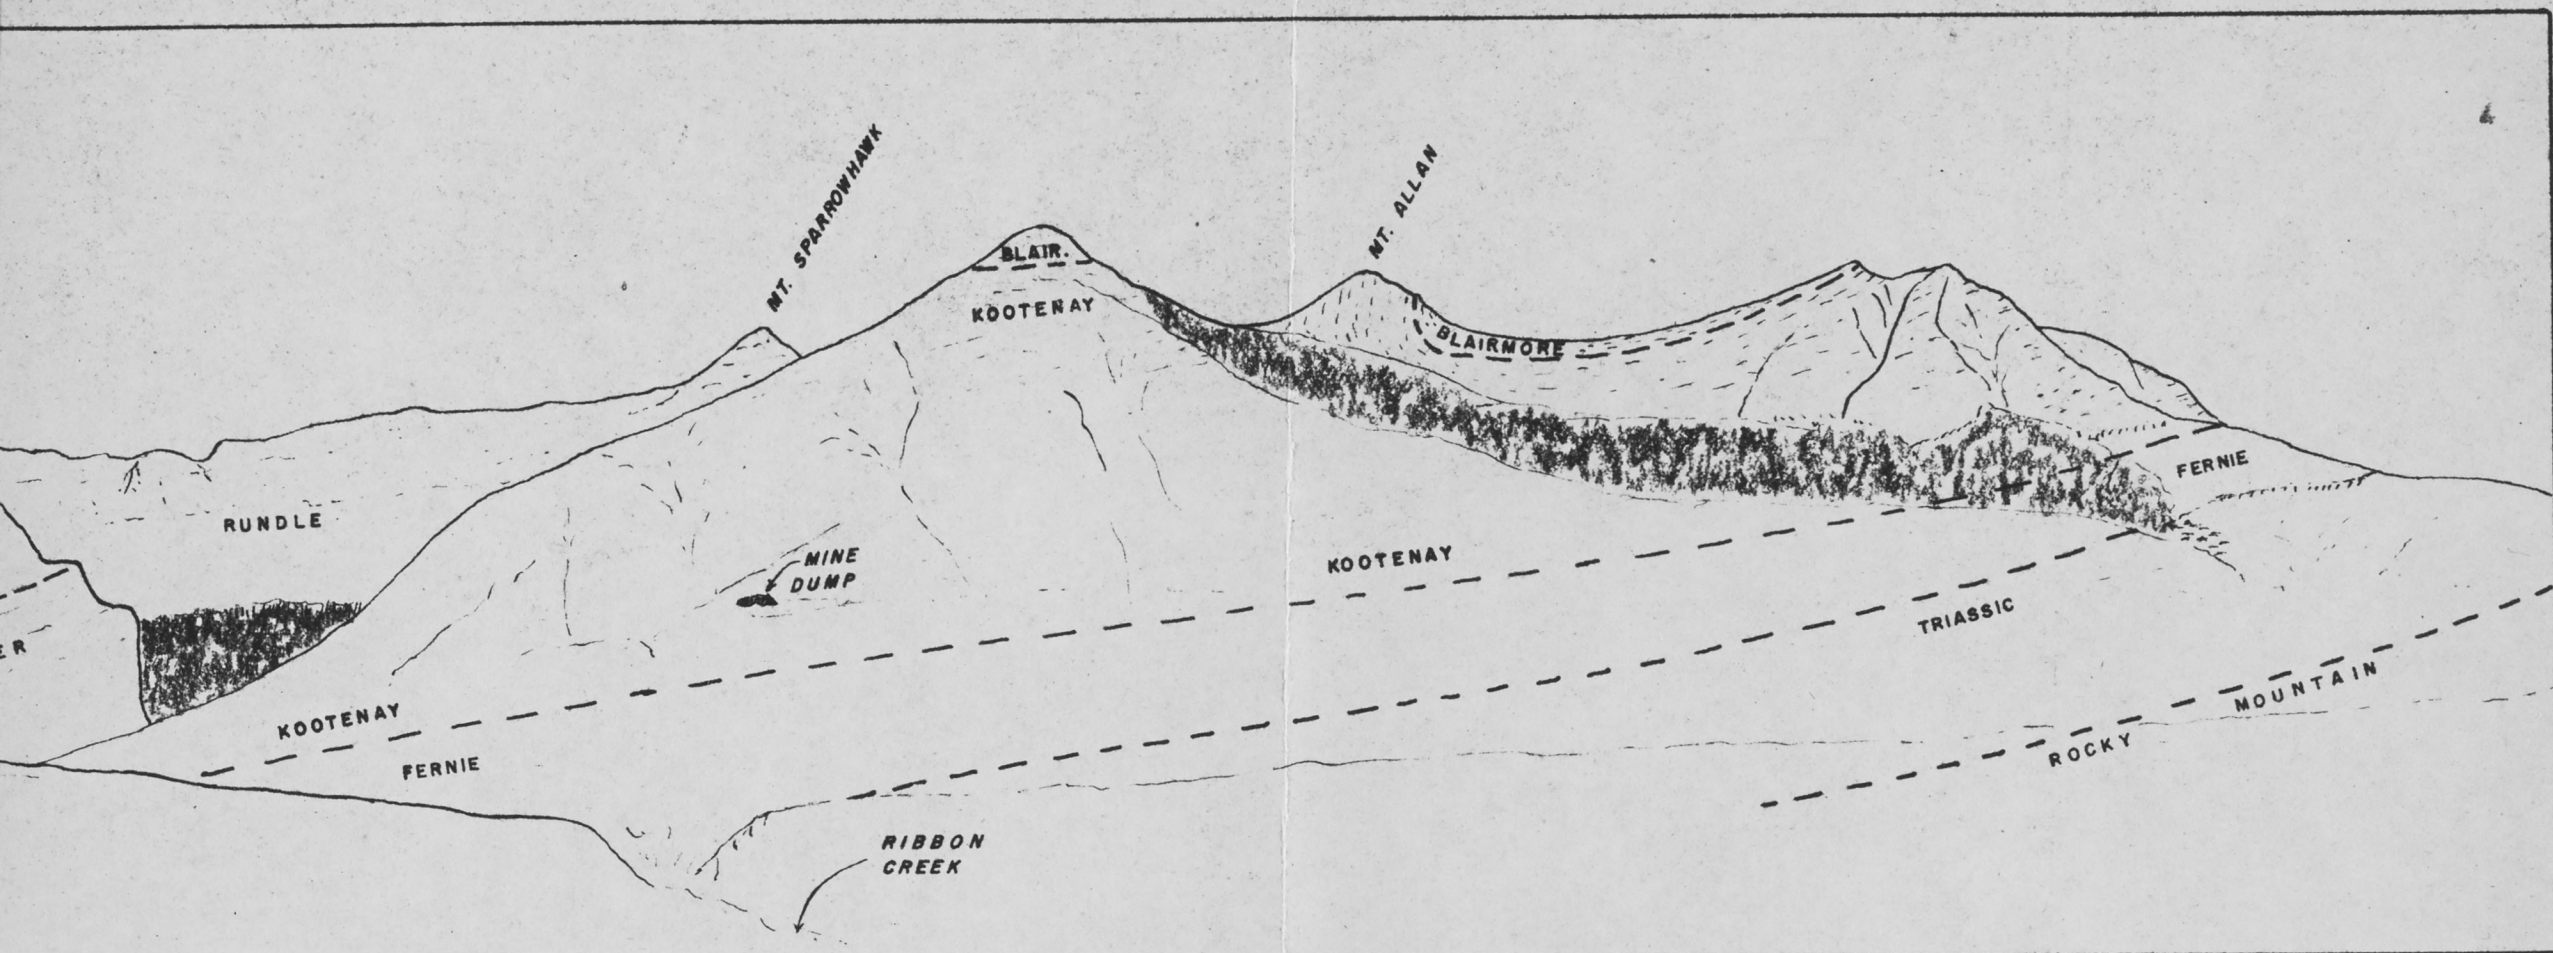 MT. SPARROWHAWK
MT. ALLAN
BLAIR.
KOOTENAY
BLAIRMORE
FERNIE
RUNDLE
MINE
DUMP
KOOTENAY
TRIASSIC
ER
KOOTENAY
FERNIE
ROCKY MOUNTAIN
RIBBON
CREEK